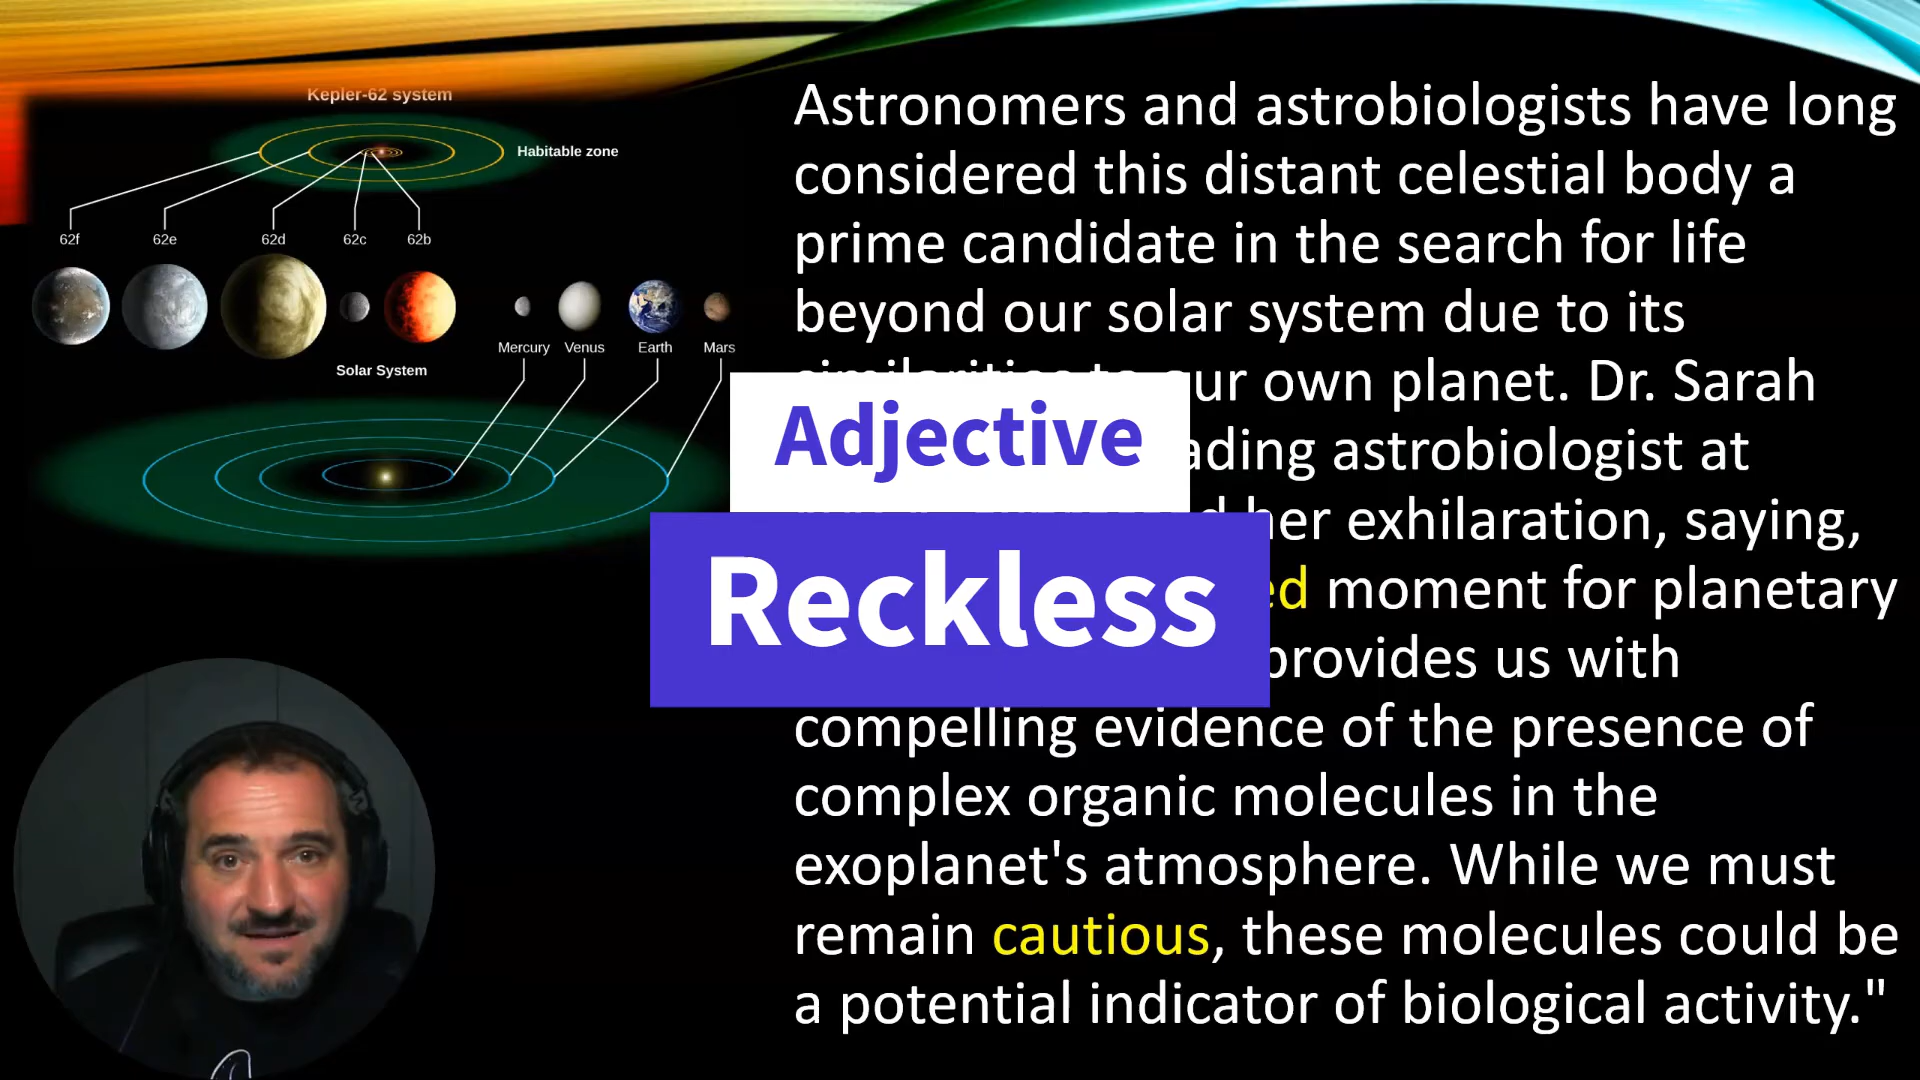 Kepler-62 system
Habitable zone
62f 62e 62d 62c 62b
Mercury Venus Earth Mars
Solar System
Astronomers and astrobiologists have long
considered this distant celestial body a
prime candidate in the search for life
beyond our solar system due to its
our own planet. Dr. Sarah
astrobiologist at
her exhilaration, saying,
moment for planetary
provides us with
compelling evidence of the presence of
complex organic molecules in the
exoplanet's atmosphere. While we must
remain cautious, these molecules could be
a potential indicator of biological activity."
Adjective
Reckless